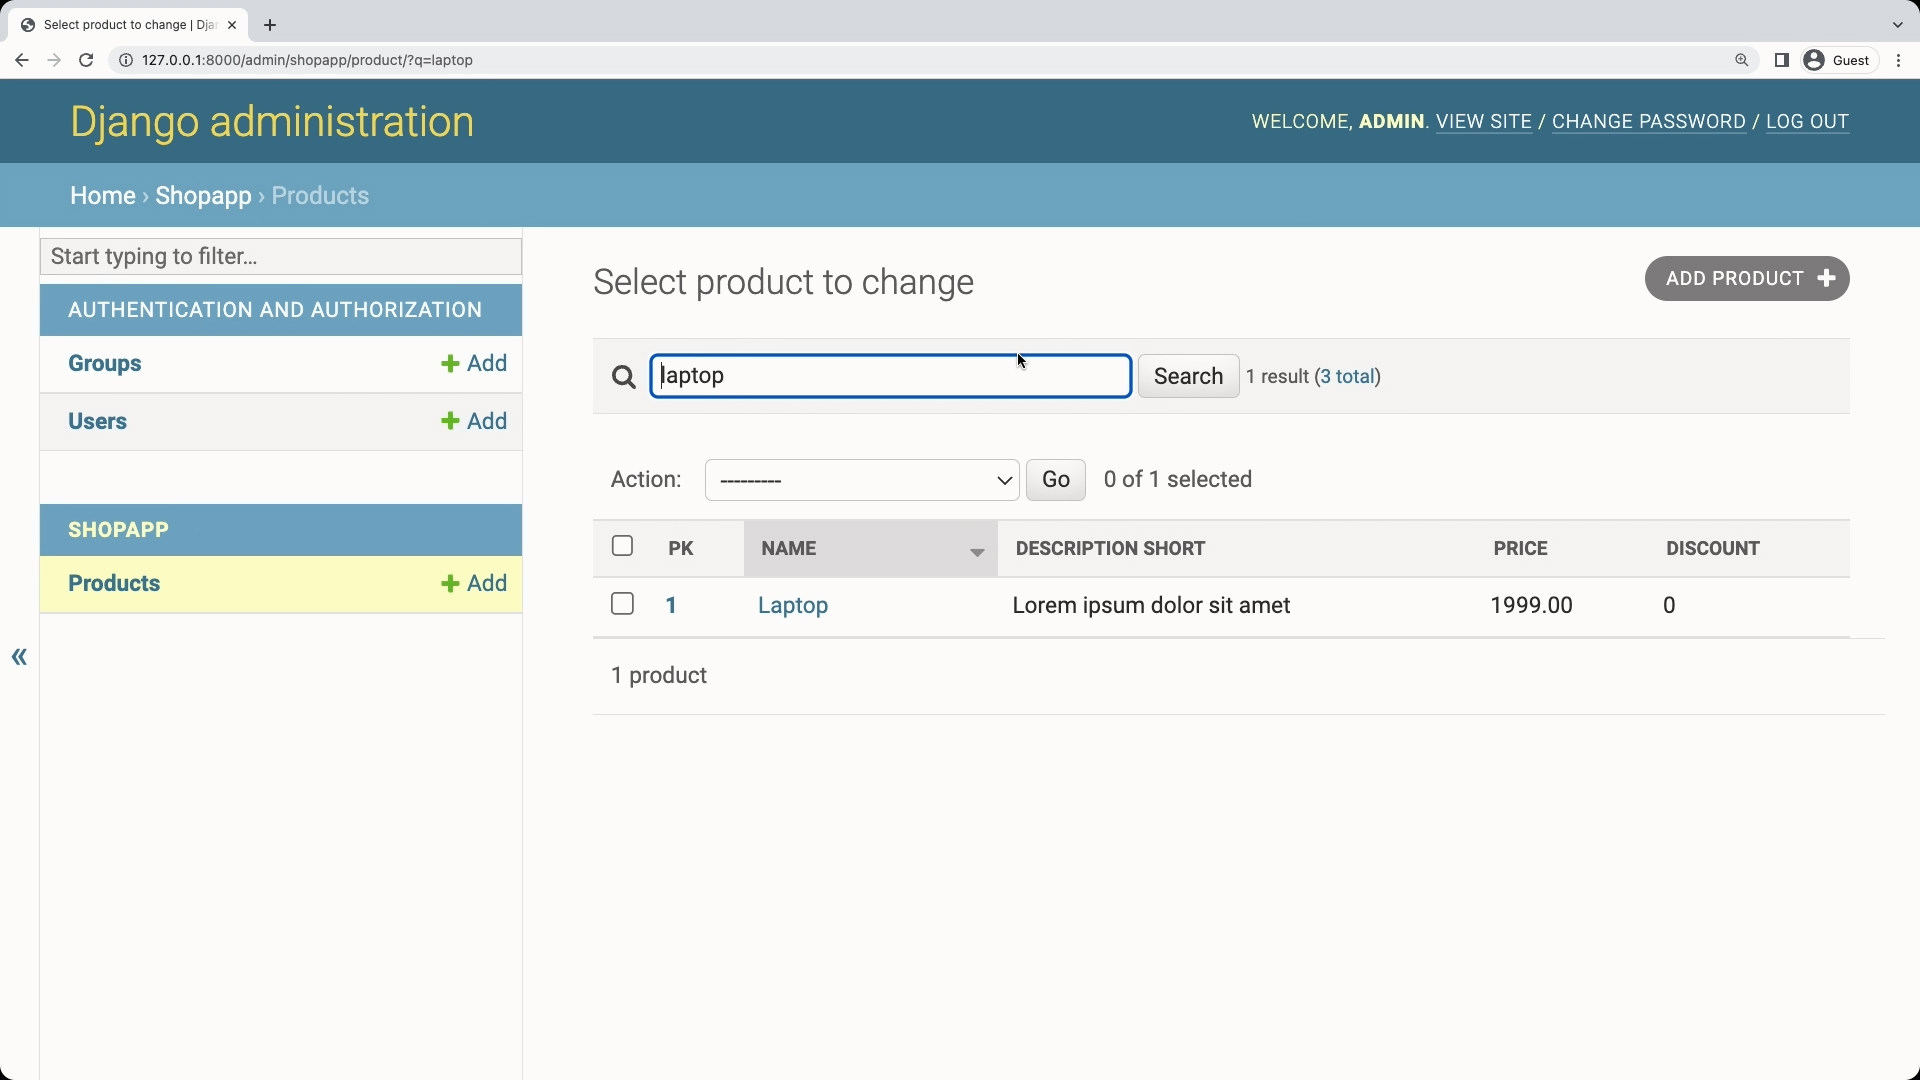 Select product to change | Dja
127.0.0.1:8000/admin/shopapp/product/?q=laptop
Guest
Django administration
WELCOME, ADMIN. VIEW SITE / CHANGE PASSWORD / LOG OUT
Home › Shopapp › Products
Start typing to filter...
AUTHENTICATION AND AUTHORIZATION
Groups + Add
Users + Add
SHOPAPP
Products + Add
«
Select product to change
ADD PRODUCT +
laptop Search 1 result (3 total)
Action: --------- Go 0 of 1 selected
PK NAME DESCRIPTION SHORT PRICE DISCOUNT
1 Laptop Lorem ipsum dolor sit amet 1999.00 0
1 product